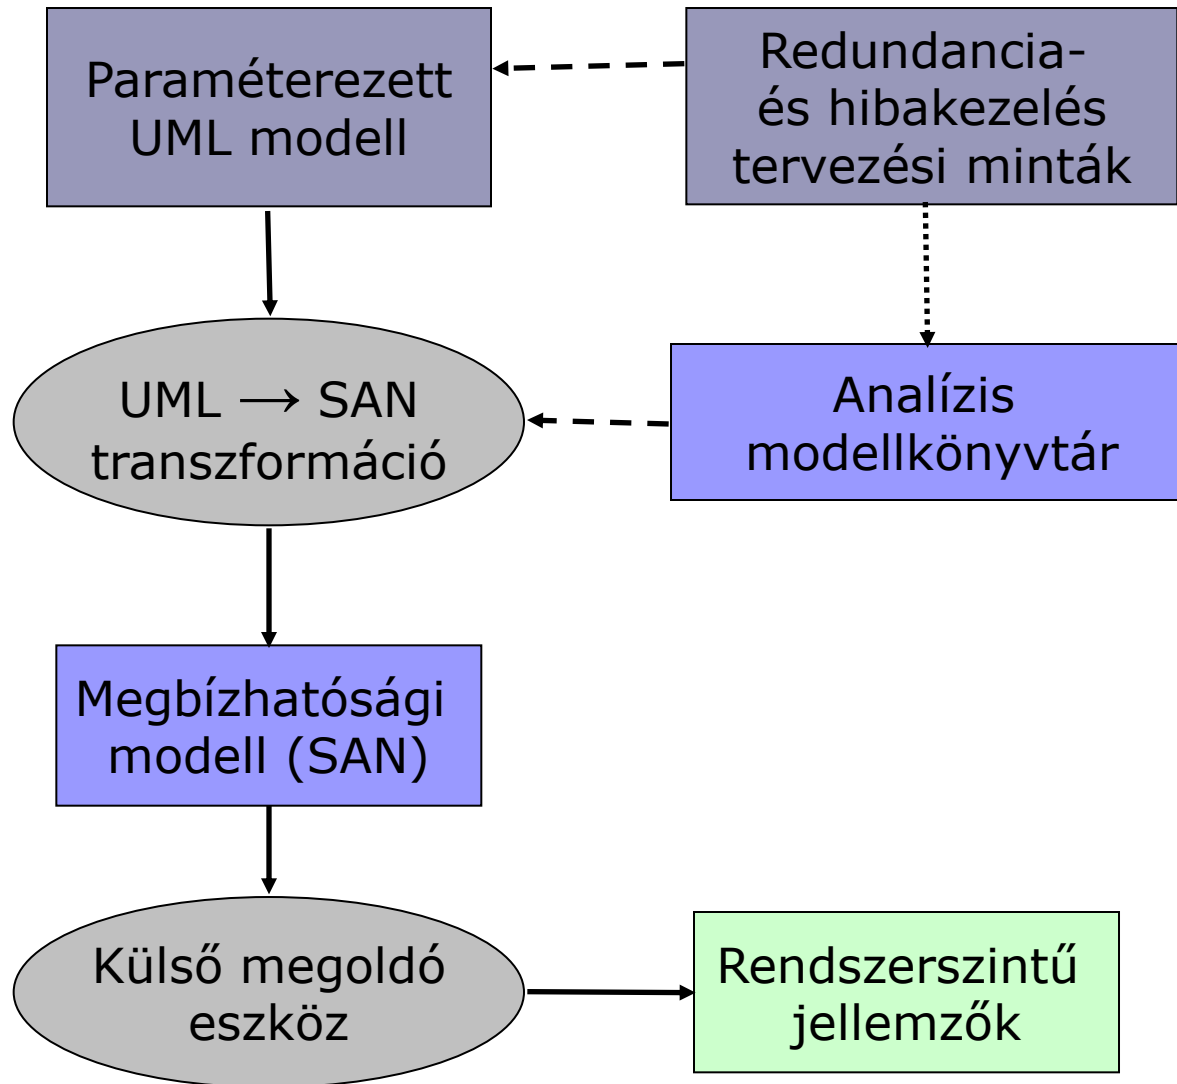 Paraméterezett
UML modell
Redundancia-
és hibakezelés
tervezési minták
UML → SAN
transzformáció
Analízis
modellkönyvtár
Megbízhatósági
modell (SAN)
Külső megoldó
eszköz
Rendszerszintű
jellemzők